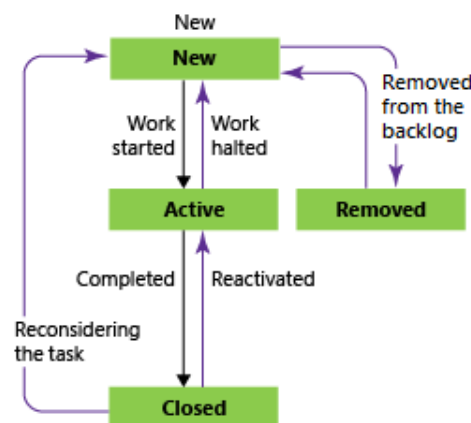 New
New
Removed
from the
backlog
Work
started
Work
halted
Active
Removed
Completed
Reactivated
Reconsidering
the task
Closed